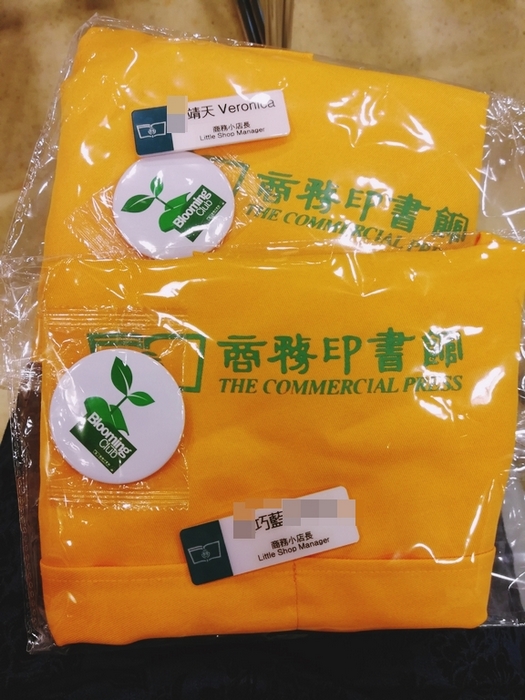 靖天 Veronica
商務小店長
Little Shop Manager
Blooming
Club
商務印書館
THE COMMERCIAL PRESS
商務印書館
THE COMMERCIAL PRESS
Blooming
Club
巧藍
商務小店長
Little Shop Manager